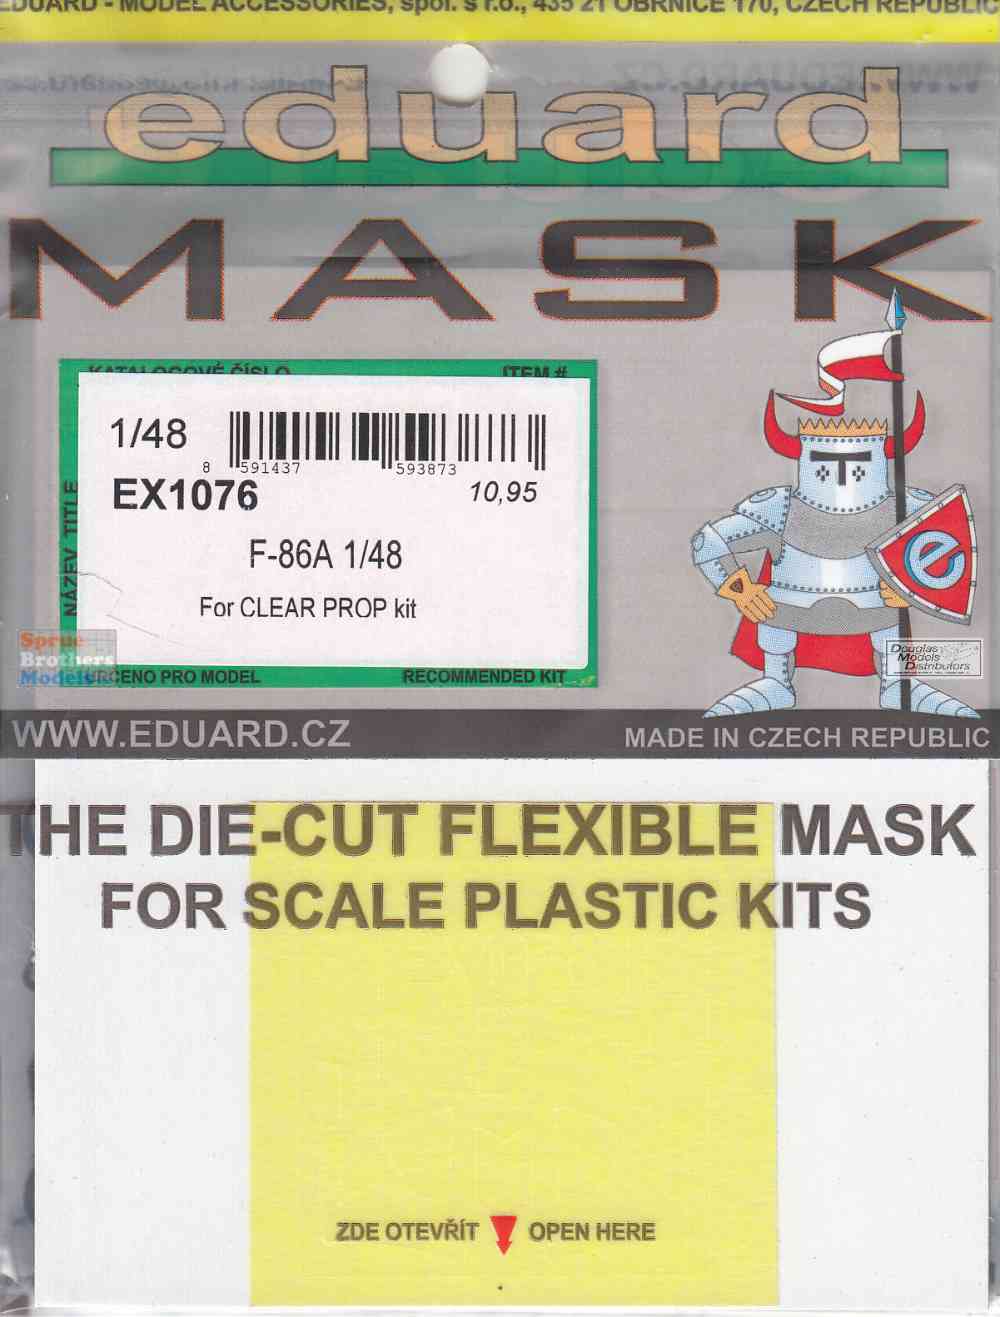 EDUARD - MODEL ACCESSORIES, spol. s r.o., 435 21 OBRNICE 170, CZECH REPUBLIC
eduard
MASK
KATALOGOVÉ ČÍSLO ITEM #
1/48
8 591437 593873
EX1076 10,95
NÁZEV TITLE
F-86A 1/48
For CLEAR PROP kit
e
Sprue
Brothers
Models
Douglas
Models
Distributors
RČENO PRO MODEL RECOMMENDED KIT
WWW.EDUARD.CZ MADE IN CZECH REPUBLIC
THE DIE-CUT FLEXIBLE MASK
FOR SCALE PLASTIC KITS
ZDE OTEVŘÍT OPEN HERE